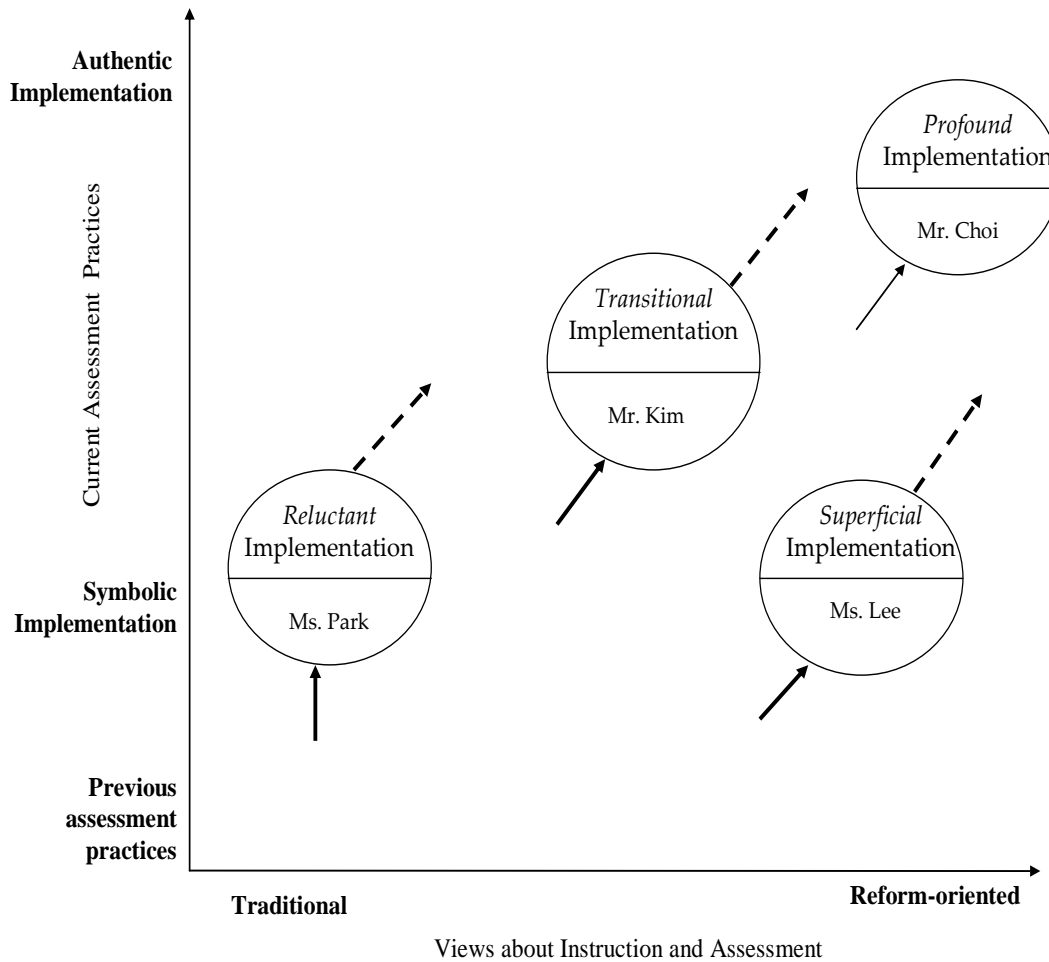 Authentic
Implementation
Current Assessment Practices
Symbolic
Implementation
Previous
assessment
practices
Profound
Implementation
Mr. Choi
Transitional
Implementation
Mr. Kim
Reluctant
Implementation
Ms. Park
Superficial
Implementation
Ms. Lee
Traditional
Reform-oriented
Views about Instruction and Assessment